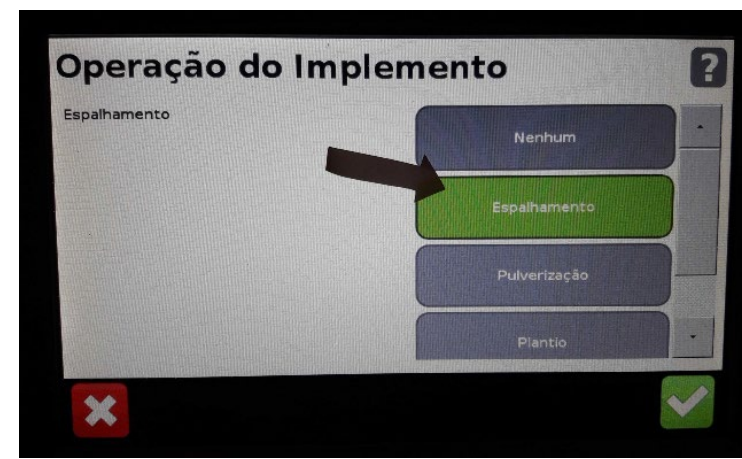 Operação do Implemento
?
Espalhamento
Nenhum
Espalhamento
Pulverização
Plantio